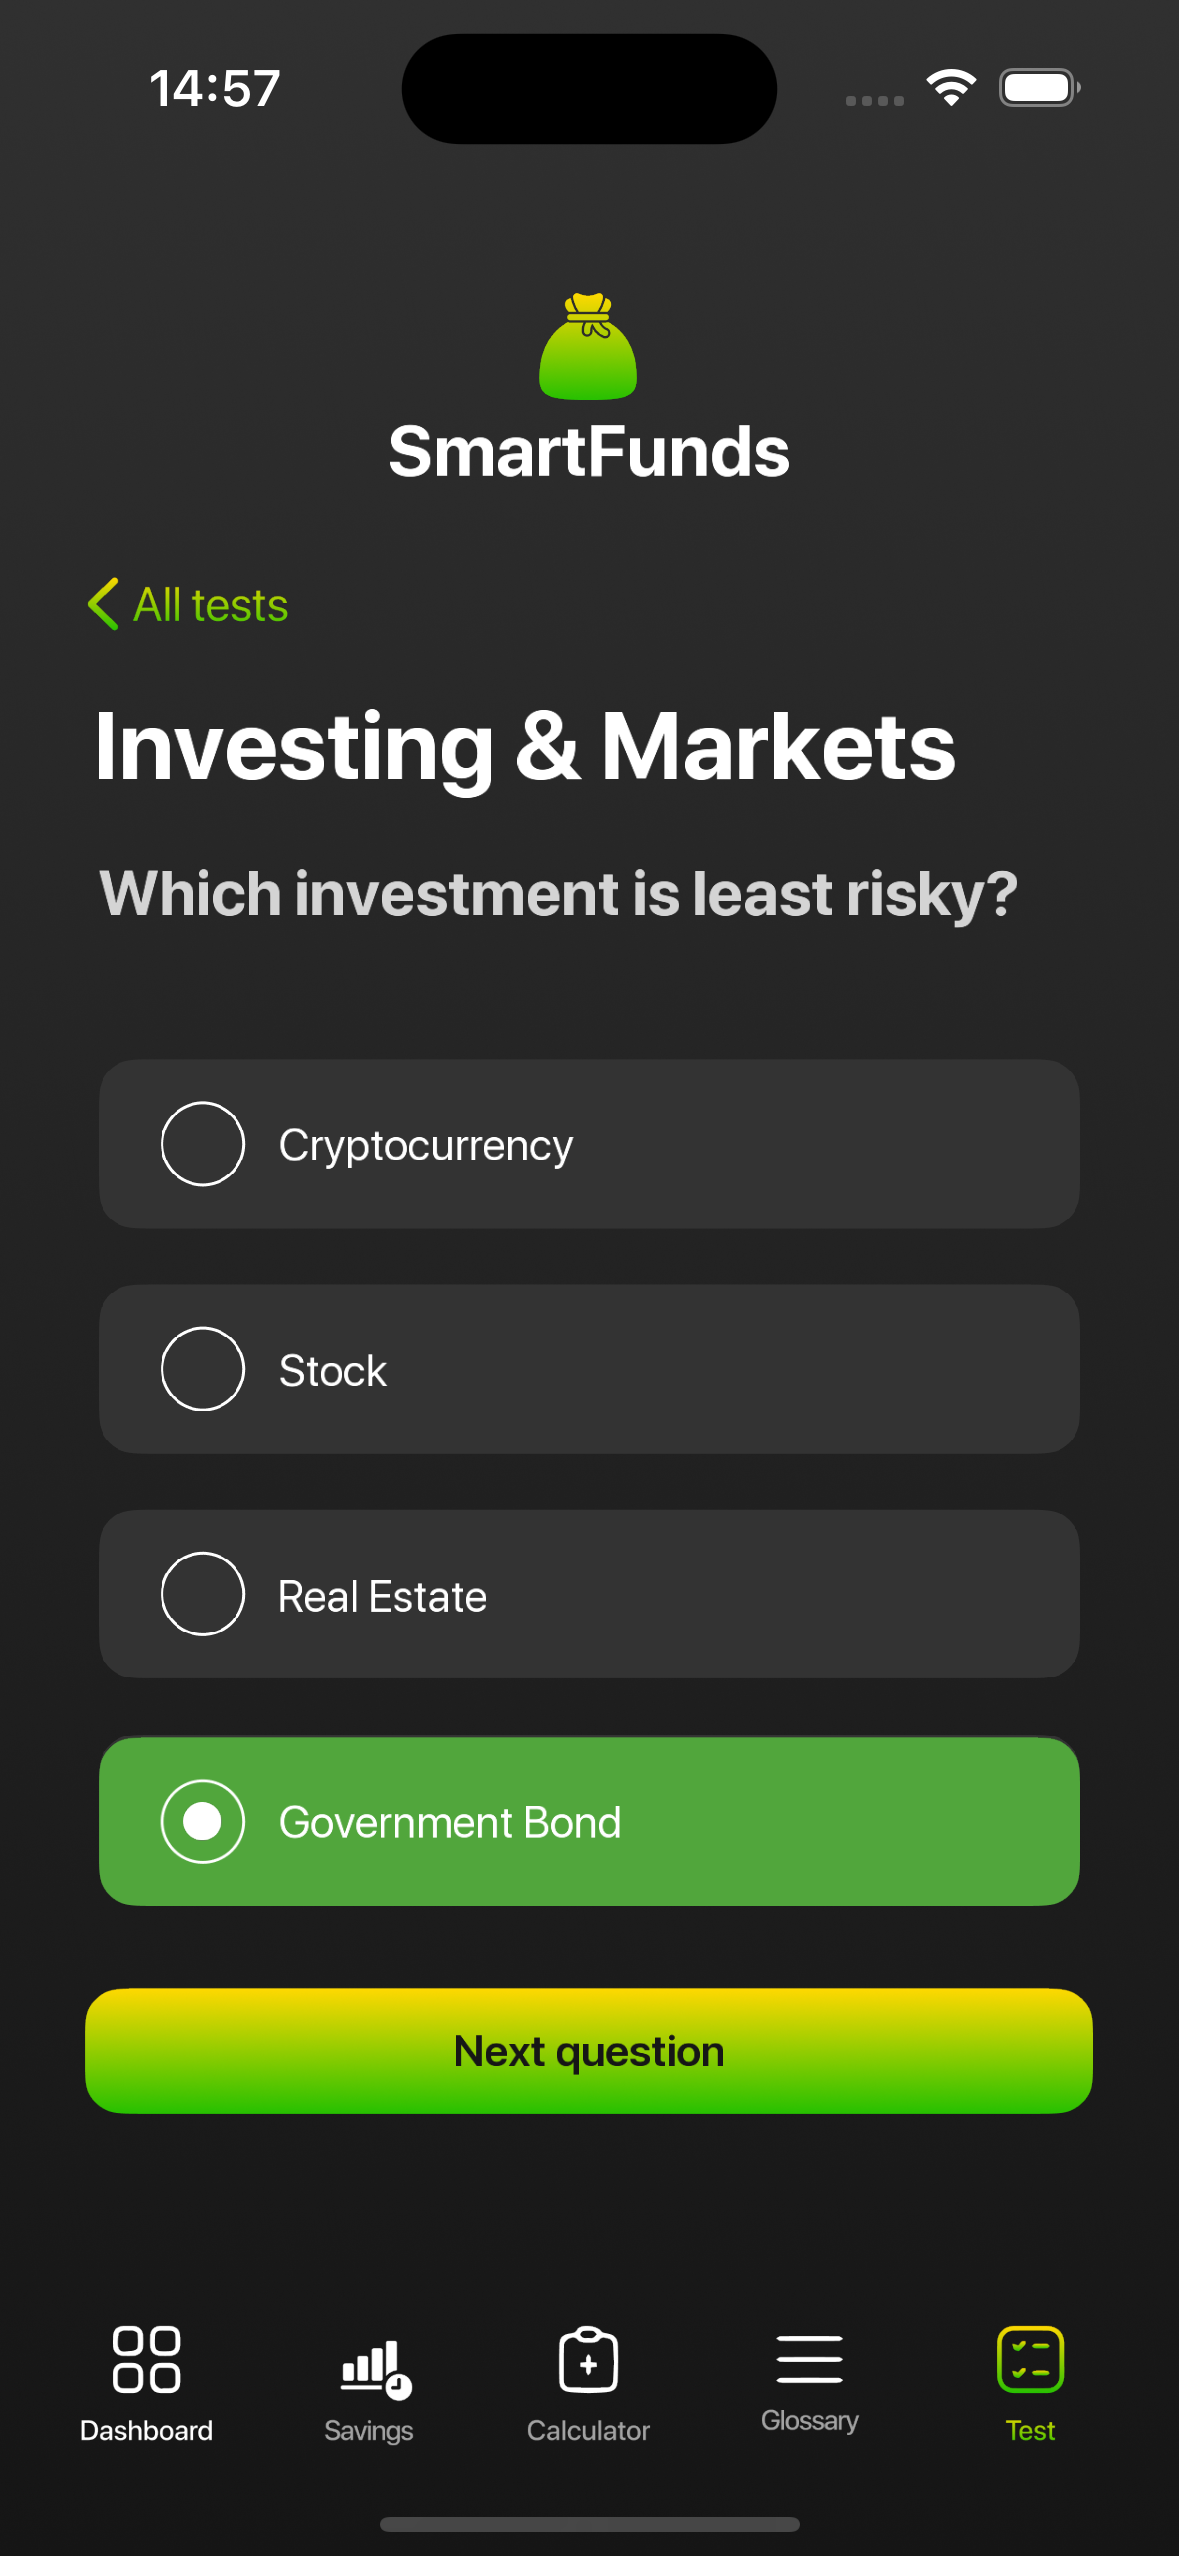 14:57
SmartFunds
All tests
Investing & Markets
Which investment is least risky?
Cryptocurrency
Stock
Real Estate
Government Bond
Next question
Dashboard
Savings
Calculator
Glossary
Test